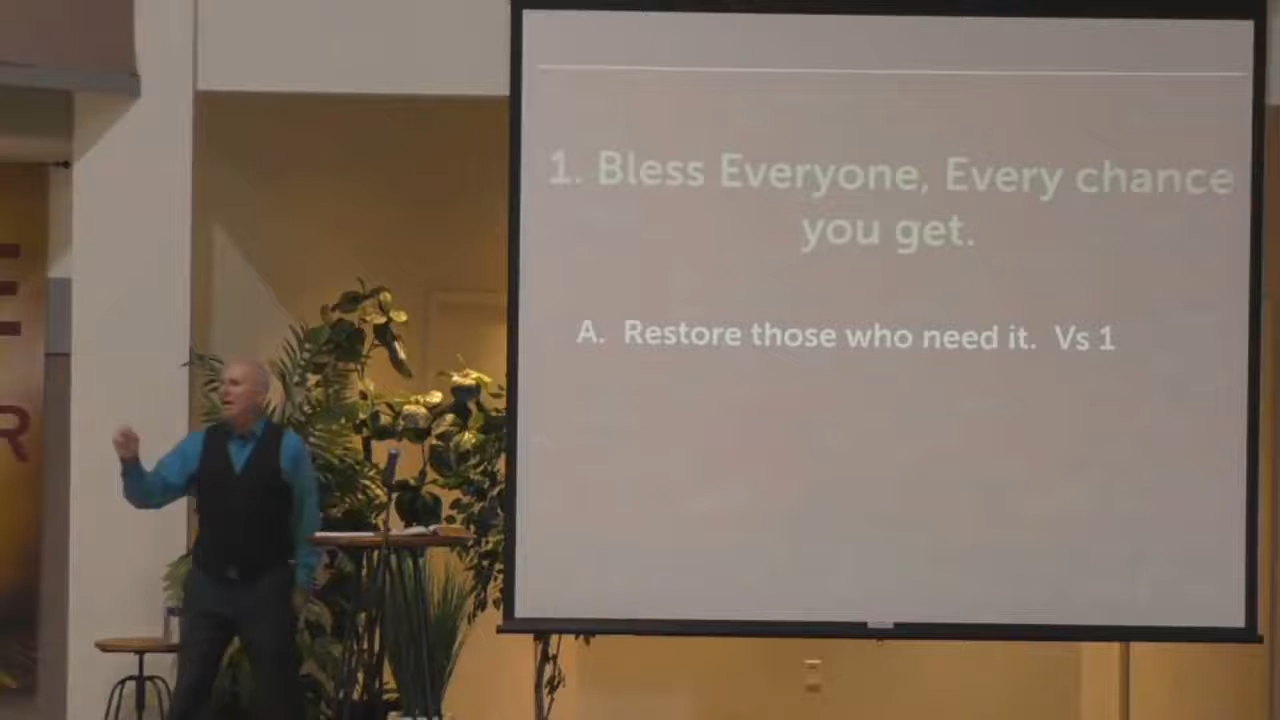 1. Bless Everyone, Every chance
you get.
A. Restore those who need it. Vs 1
R